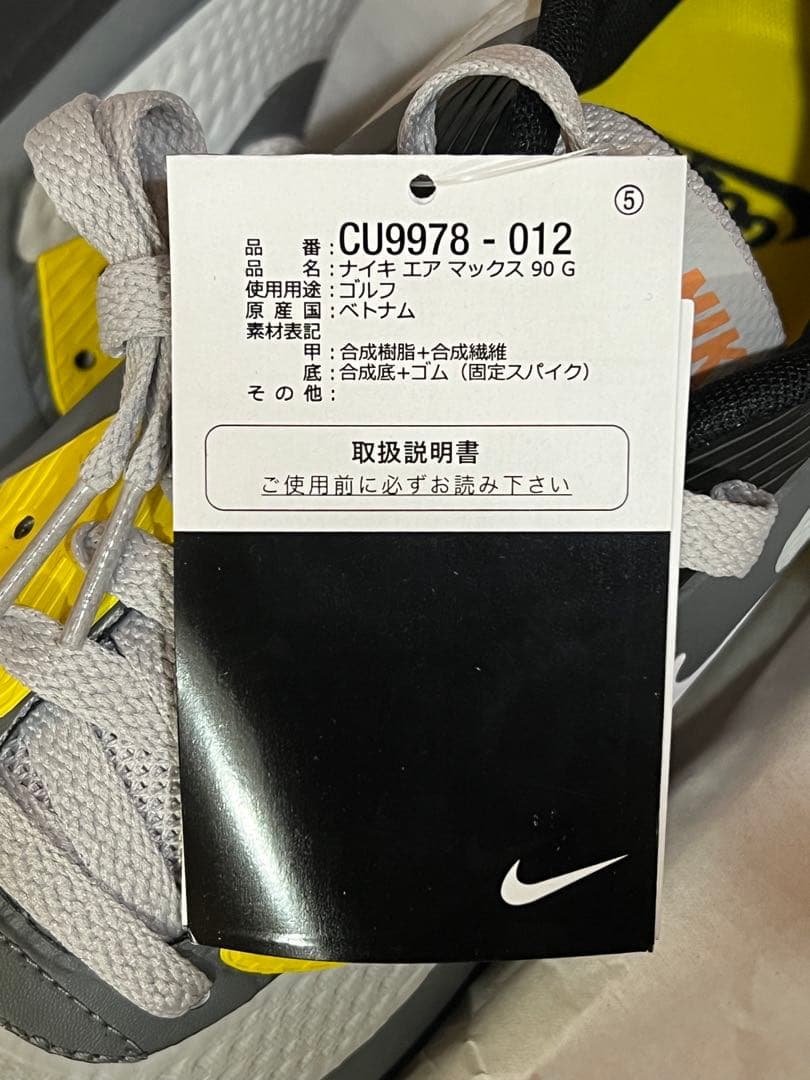 ⑤
品番:CU9978 - 012
品名:ナイキ エア マックス 90 G
使用用途:ゴルフ
原産国:ベトナム
素材表記
甲:合成樹脂+合成繊維
底:合成底+ゴム(固定スパイク)
その他:
取扱説明書
ご使用前に必ずお読み下さい